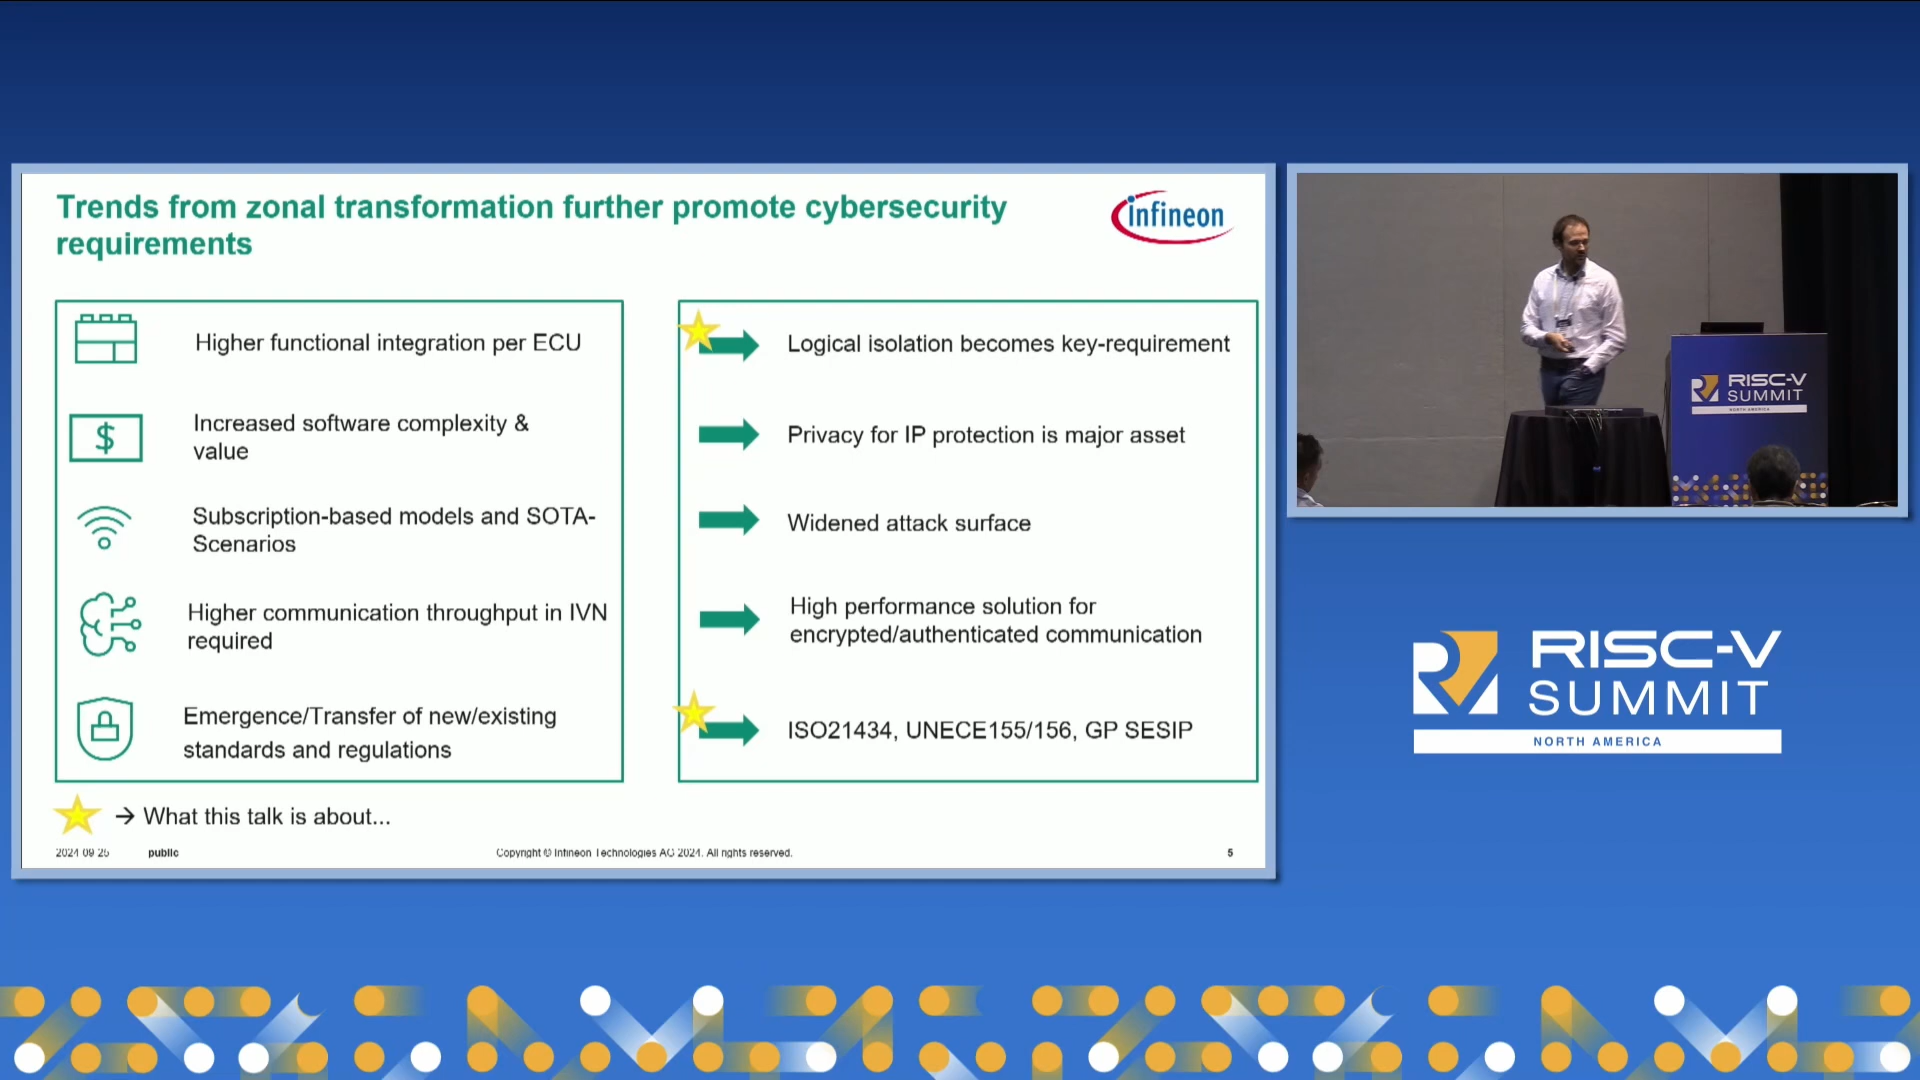 Trends from zonal transformation further promote cybersecurity
requirements
infineon
Higher functional integration per ECU
Logical isolation becomes key-requirement
$
Increased software complexity &
value
Privacy for IP protection is major asset
Subscription-based models and SOTA-
Scenarios
Widened attack surface
Higher communication throughput in IVN
required
High performance solution for
encrypted/authenticated communication
Emergence/Transfer of new/existing
standards and regulations
ISO21434, UNECE155/156, GP SESIP
→ What this talk is about...
2024 09 25
public
Copyright © Infineon Technologies AG 2024. All rights reserved.
5
RISC-V
SUMMIT
NORTH AMERICA
RISC-V
SUMMIT
NORTH AMERICA